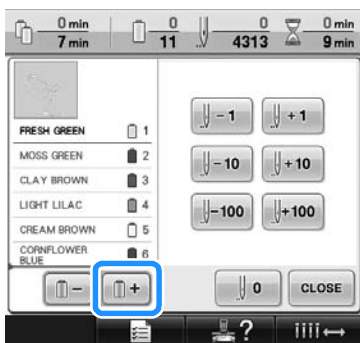 0 min
7 min
0
11
0
4313
0 min
9 min
FRESH GREEN 1
MOSS GREEN 2
CLAY BROWN 3
LIGHT LILAC 4
CREAM BROWN 5
CORNFLOWER
BLUE 6
-1
+1
-10
+10
-100
+100
-
+
0
CLOSE
?